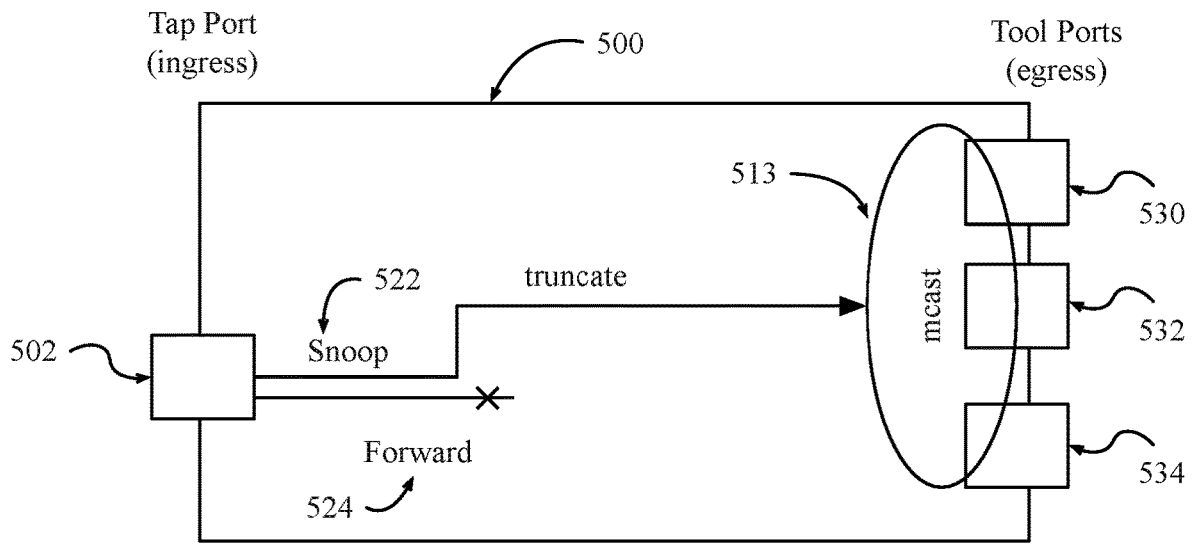 Tap Port
(ingress)
500
Tool Ports
(egress)
513
530
522
truncate
mcast
532
502
Snoop
Forward
524
534